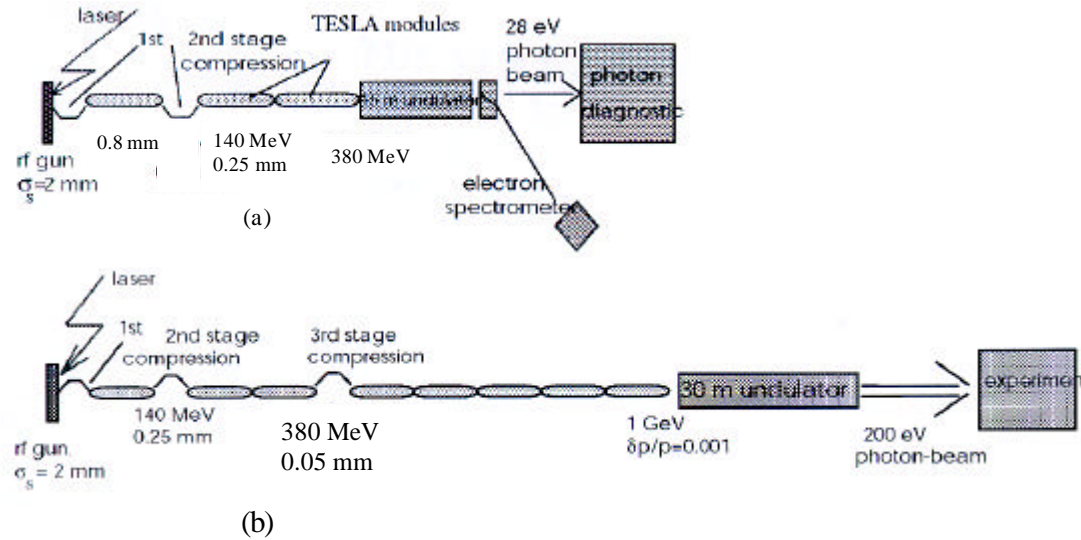 laser
TESLA modules
1st
2nd stage
compression
28 eV
photon
beam
photon
diagnostic
m undulator
0.8 mm
140 MeV
0.25 mm
380 MeV
rf gun
σs=2 mm
electron
spectrometer
(a)
laser
1st
2nd stage
compression
3rd stage
compression
30 m undulator
experimen
140 MeV
0.25 mm
380 MeV
0.05 mm
1 GeV
δp/p=0.001
200 eV
photon-beam
rf gun
σs = 2 mm
(b)